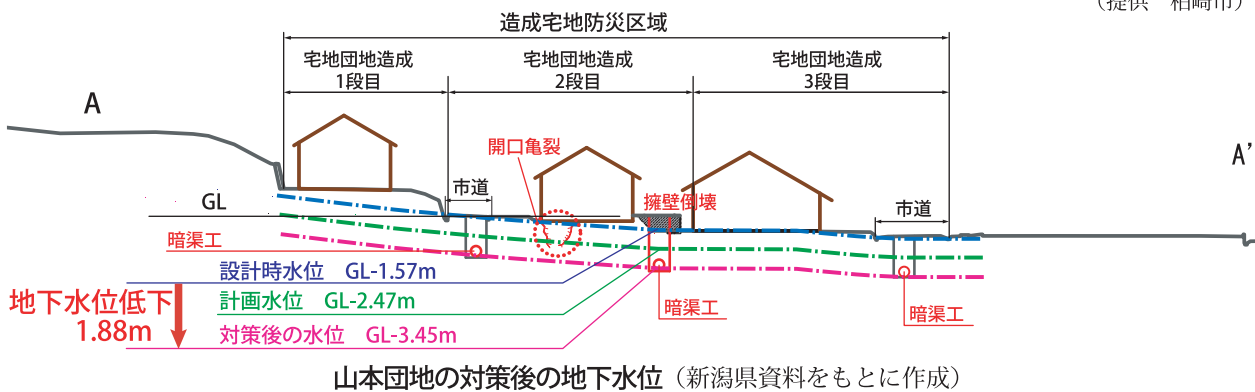 （提供　柏崎市）
造成宅地防災区域
宅地団地造成
1段目
宅地団地造成
2段目
宅地団地造成
3段目
A
A'
開口亀裂
市道
擁壁倒壊
市道
GL
暗渠工
設計時水位　GL-1.57m
計画水位　GL-2.47m
対策後の水位　GL-3.45m
地下水位低下
1.88m
暗渠工
暗渠工
山本団地の対策後の地下水位（新潟県資料をもとに作成）